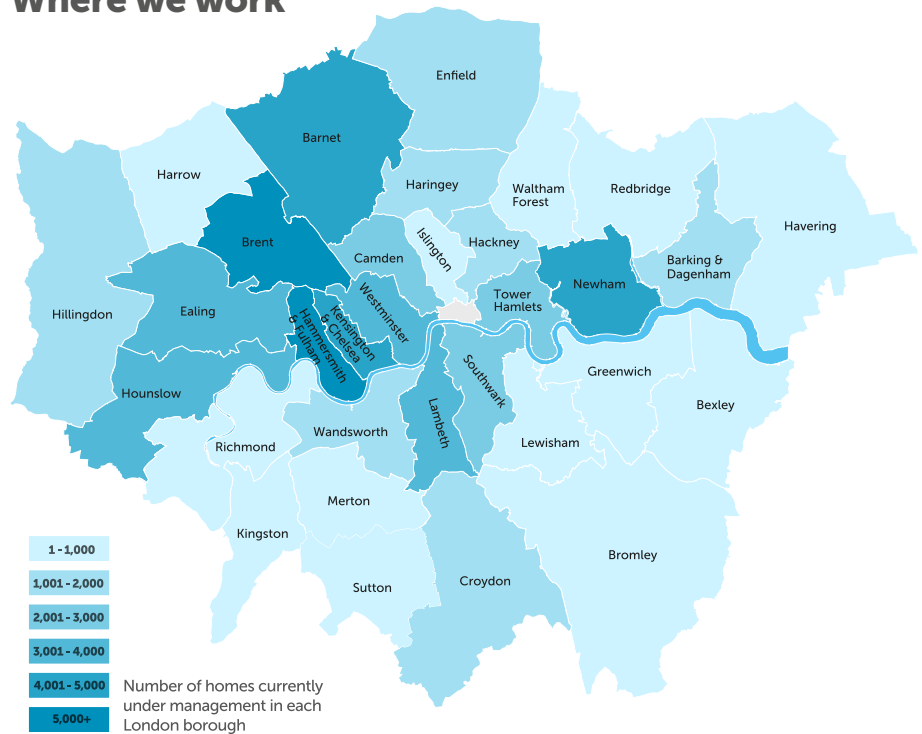 Where we work
Enfield
Barnet
Harrow
Haringey
Waltham
Forest
Redbridge
Havering
Brent
Camden
Islington
Hackney
Barking &
Dagenham
Newham
Hillingdon
Ealing
Westminster
Tower
Hamlets
Kensington
& Chelsea
Hammersmith
& Fulham
Hounslow
Greenwich
Southwark
Bexley
Lambeth
Wandsworth
Richmond
Lewisham
Merton
Kingston
Bromley
Sutton
Croydon
1 - 1,000
1,001 - 2,000
2,001 - 3,000
3,001 - 4,000
4,001 - 5,000
5,000+
Number of homes currently
under management in each
London borough